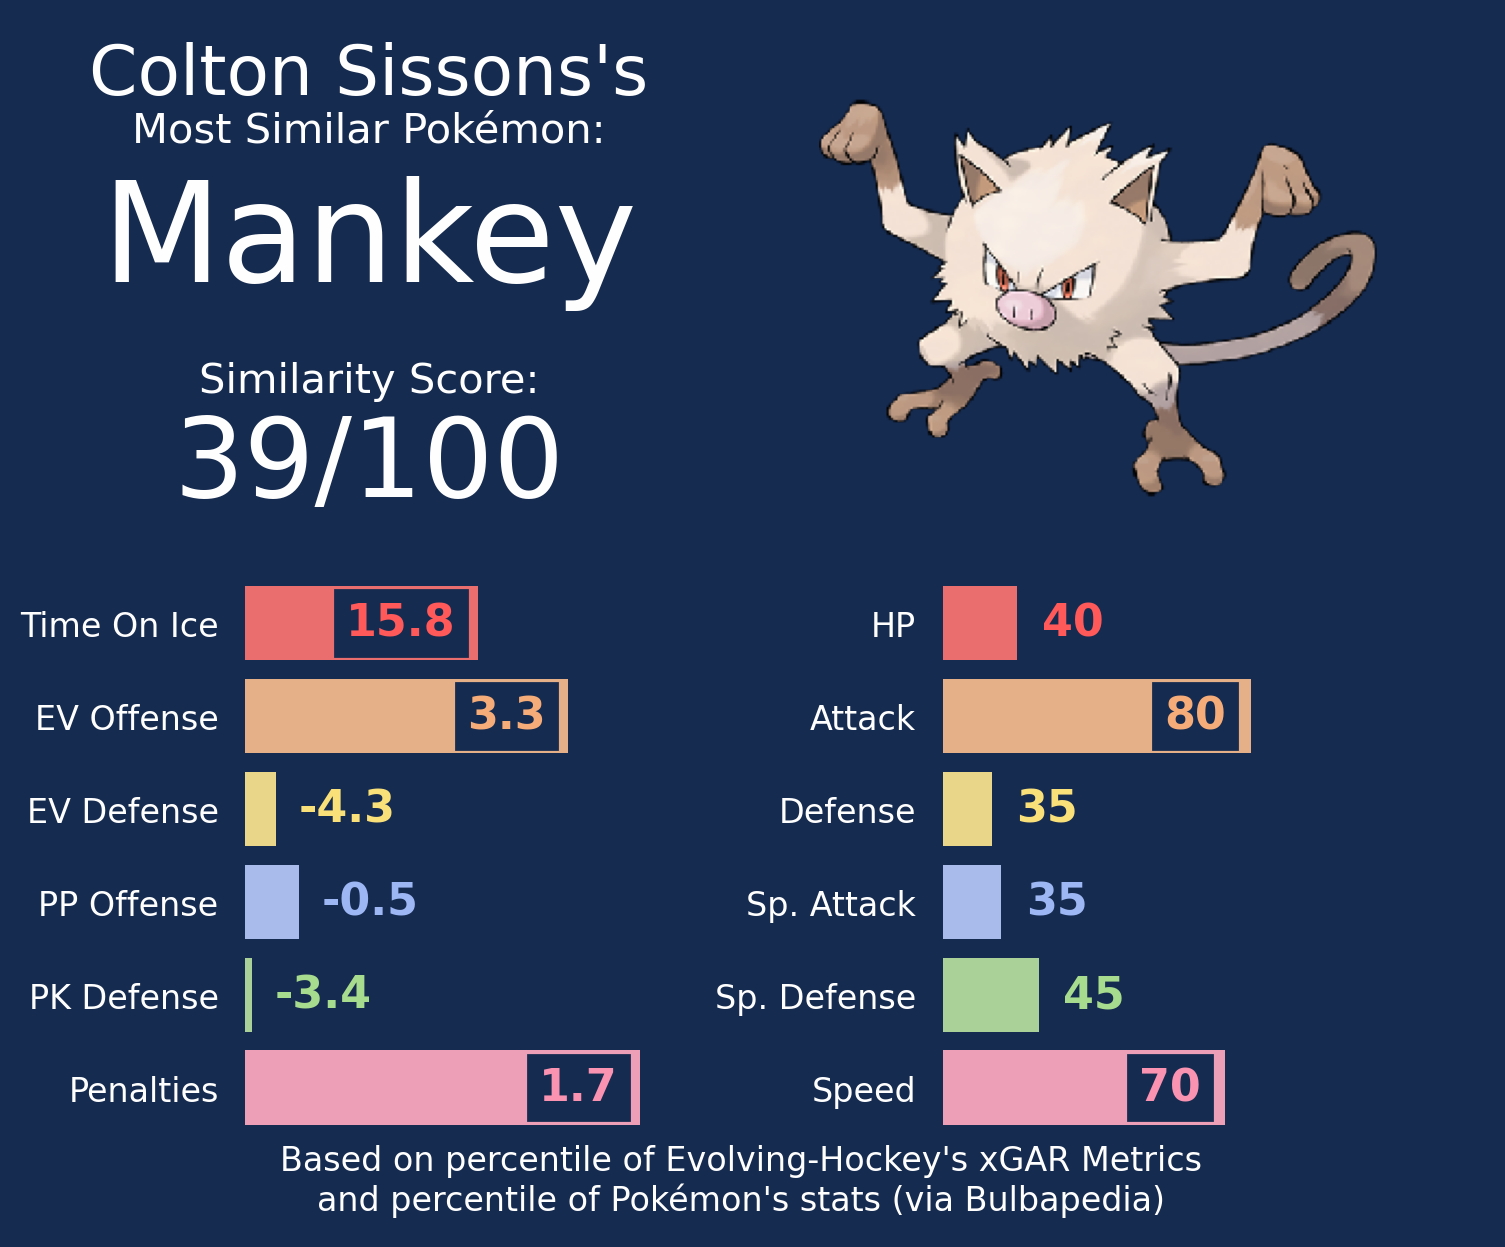 Colton Sissons's
Most Similar Pokémon:
Mankey
Similarity Score:
39/100
Time On Ice 15.8
EV Offense 3.3
EV Defense -4.3
PP Offense -0.5
PK Defense -3.4
Penalties 1.7
HP 40
Attack 80
Defense 35
Sp. Attack 35
Sp. Defense 45
Speed 70
Based on percentile of Evolving-Hockey's xGAR Metrics
and percentile of Pokémon's stats (via Bulbapedia)